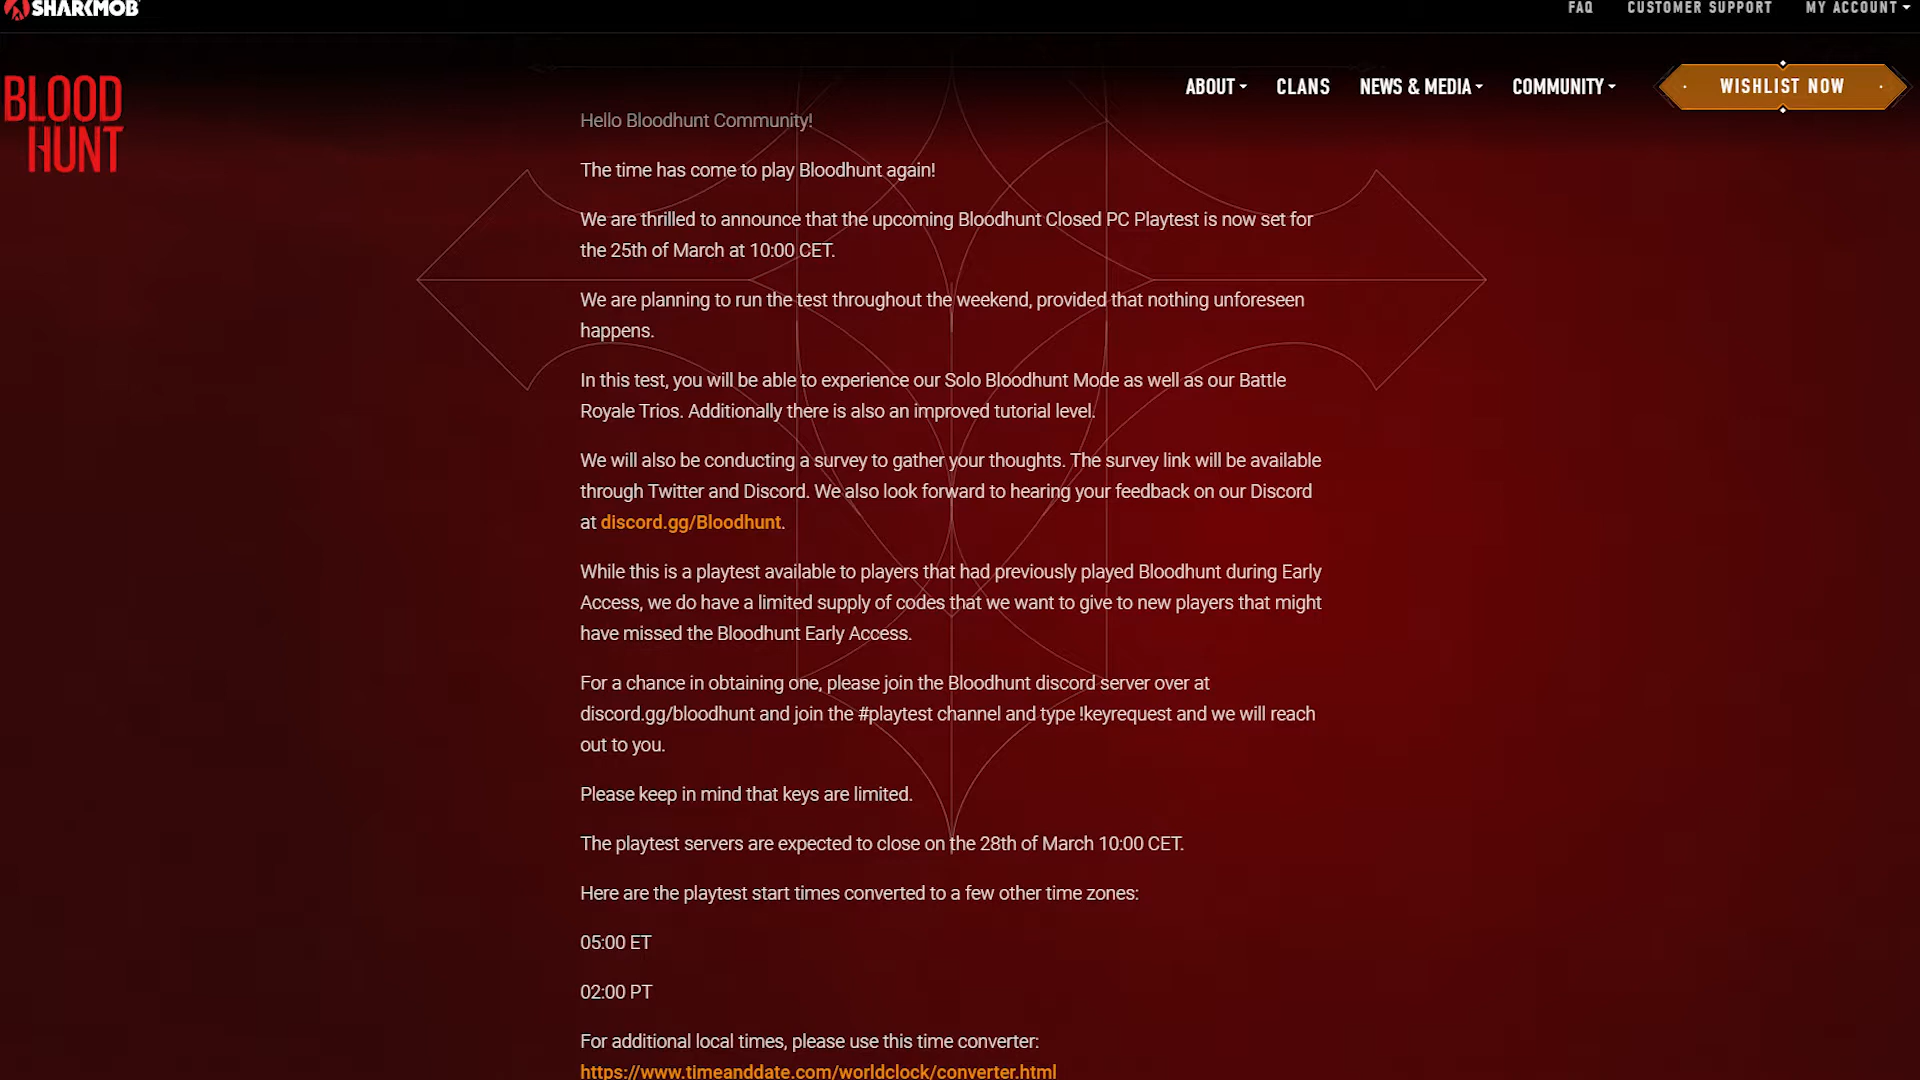 SHARKMOB
FAQ
CUSTOMER SUPPORT
MY ACCOUNT
BLOOD
HUNT
ABOUT
CLANS
NEWS & MEDIA
COMMUNITY
WISHLIST NOW
Hello Bloodhunt Community!
The time has come to play Bloodhunt again!
We are thrilled to announce that the upcoming Bloodhunt Closed PC Playtest is now set for
the 25th of March at 10:00 CET.
We are planning to run the test throughout the weekend, provided that nothing unforeseen
happens.
In this test, you will be able to experience our Solo Bloodhunt Mode as well as our Battle
Royale Trios. Additionally there is also an improved tutorial level.
We will also be conducting a survey to gather your thoughts. The survey link will be available
through Twitter and Discord. We also look forward to hearing your feedback on our Discord
at discord.gg/Bloodhunt.
While this is a playtest available to players that had previously played Bloodhunt during Early
Access, we do have a limited supply of codes that we want to give to new players that might
have missed the Bloodhunt Early Access.
For a chance in obtaining one, please join the Bloodhunt discord server over at
discord.gg/bloodhunt and join the #playtest channel and type !keyrequest and we will reach
out to you.
Please keep in mind that keys are limited.
The playtest servers are expected to close on the 28th of March 10:00 CET.
Here are the playtest start times converted to a few other time zones:
05:00 ET
02:00 PT
For additional local times, please use this time converter:
https://www.timeanddate.com/worldclock/converter.html